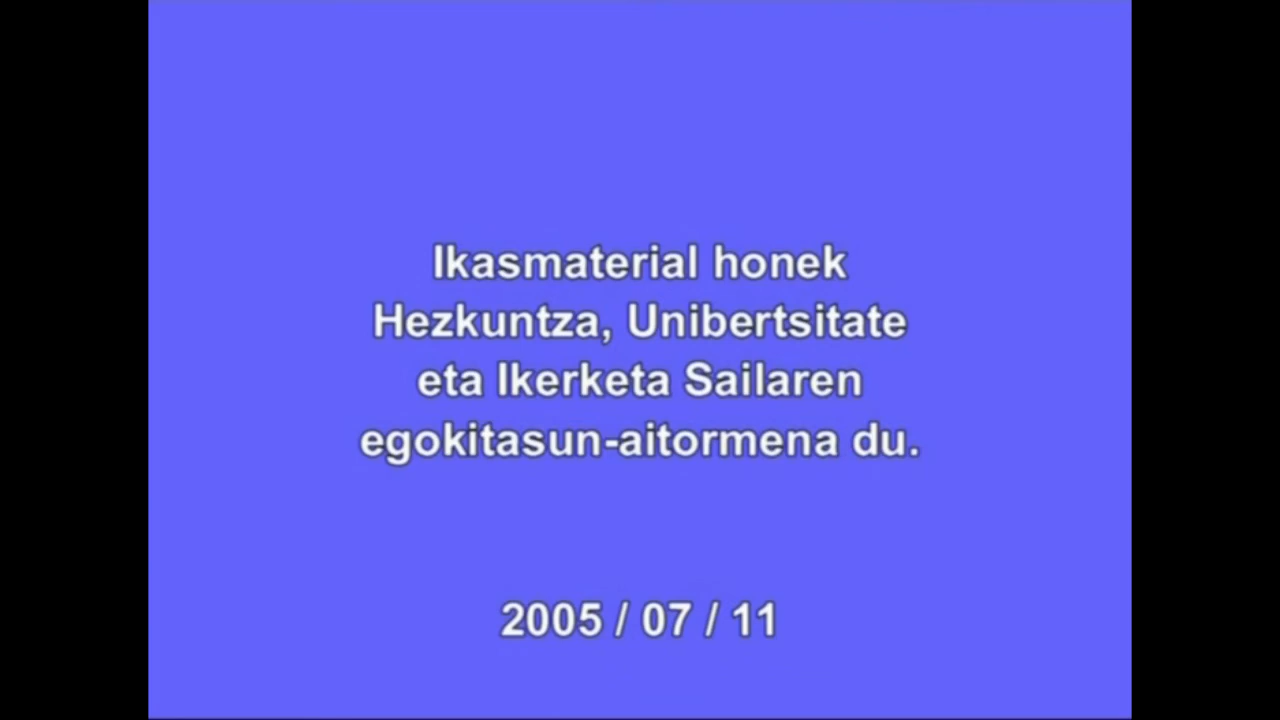 Ikasmaterial honek
Hezkuntza, Unibertsitate
eta Ikerketa Sailaren
egokitasun-aitormena du.
2005 / 07 / 11